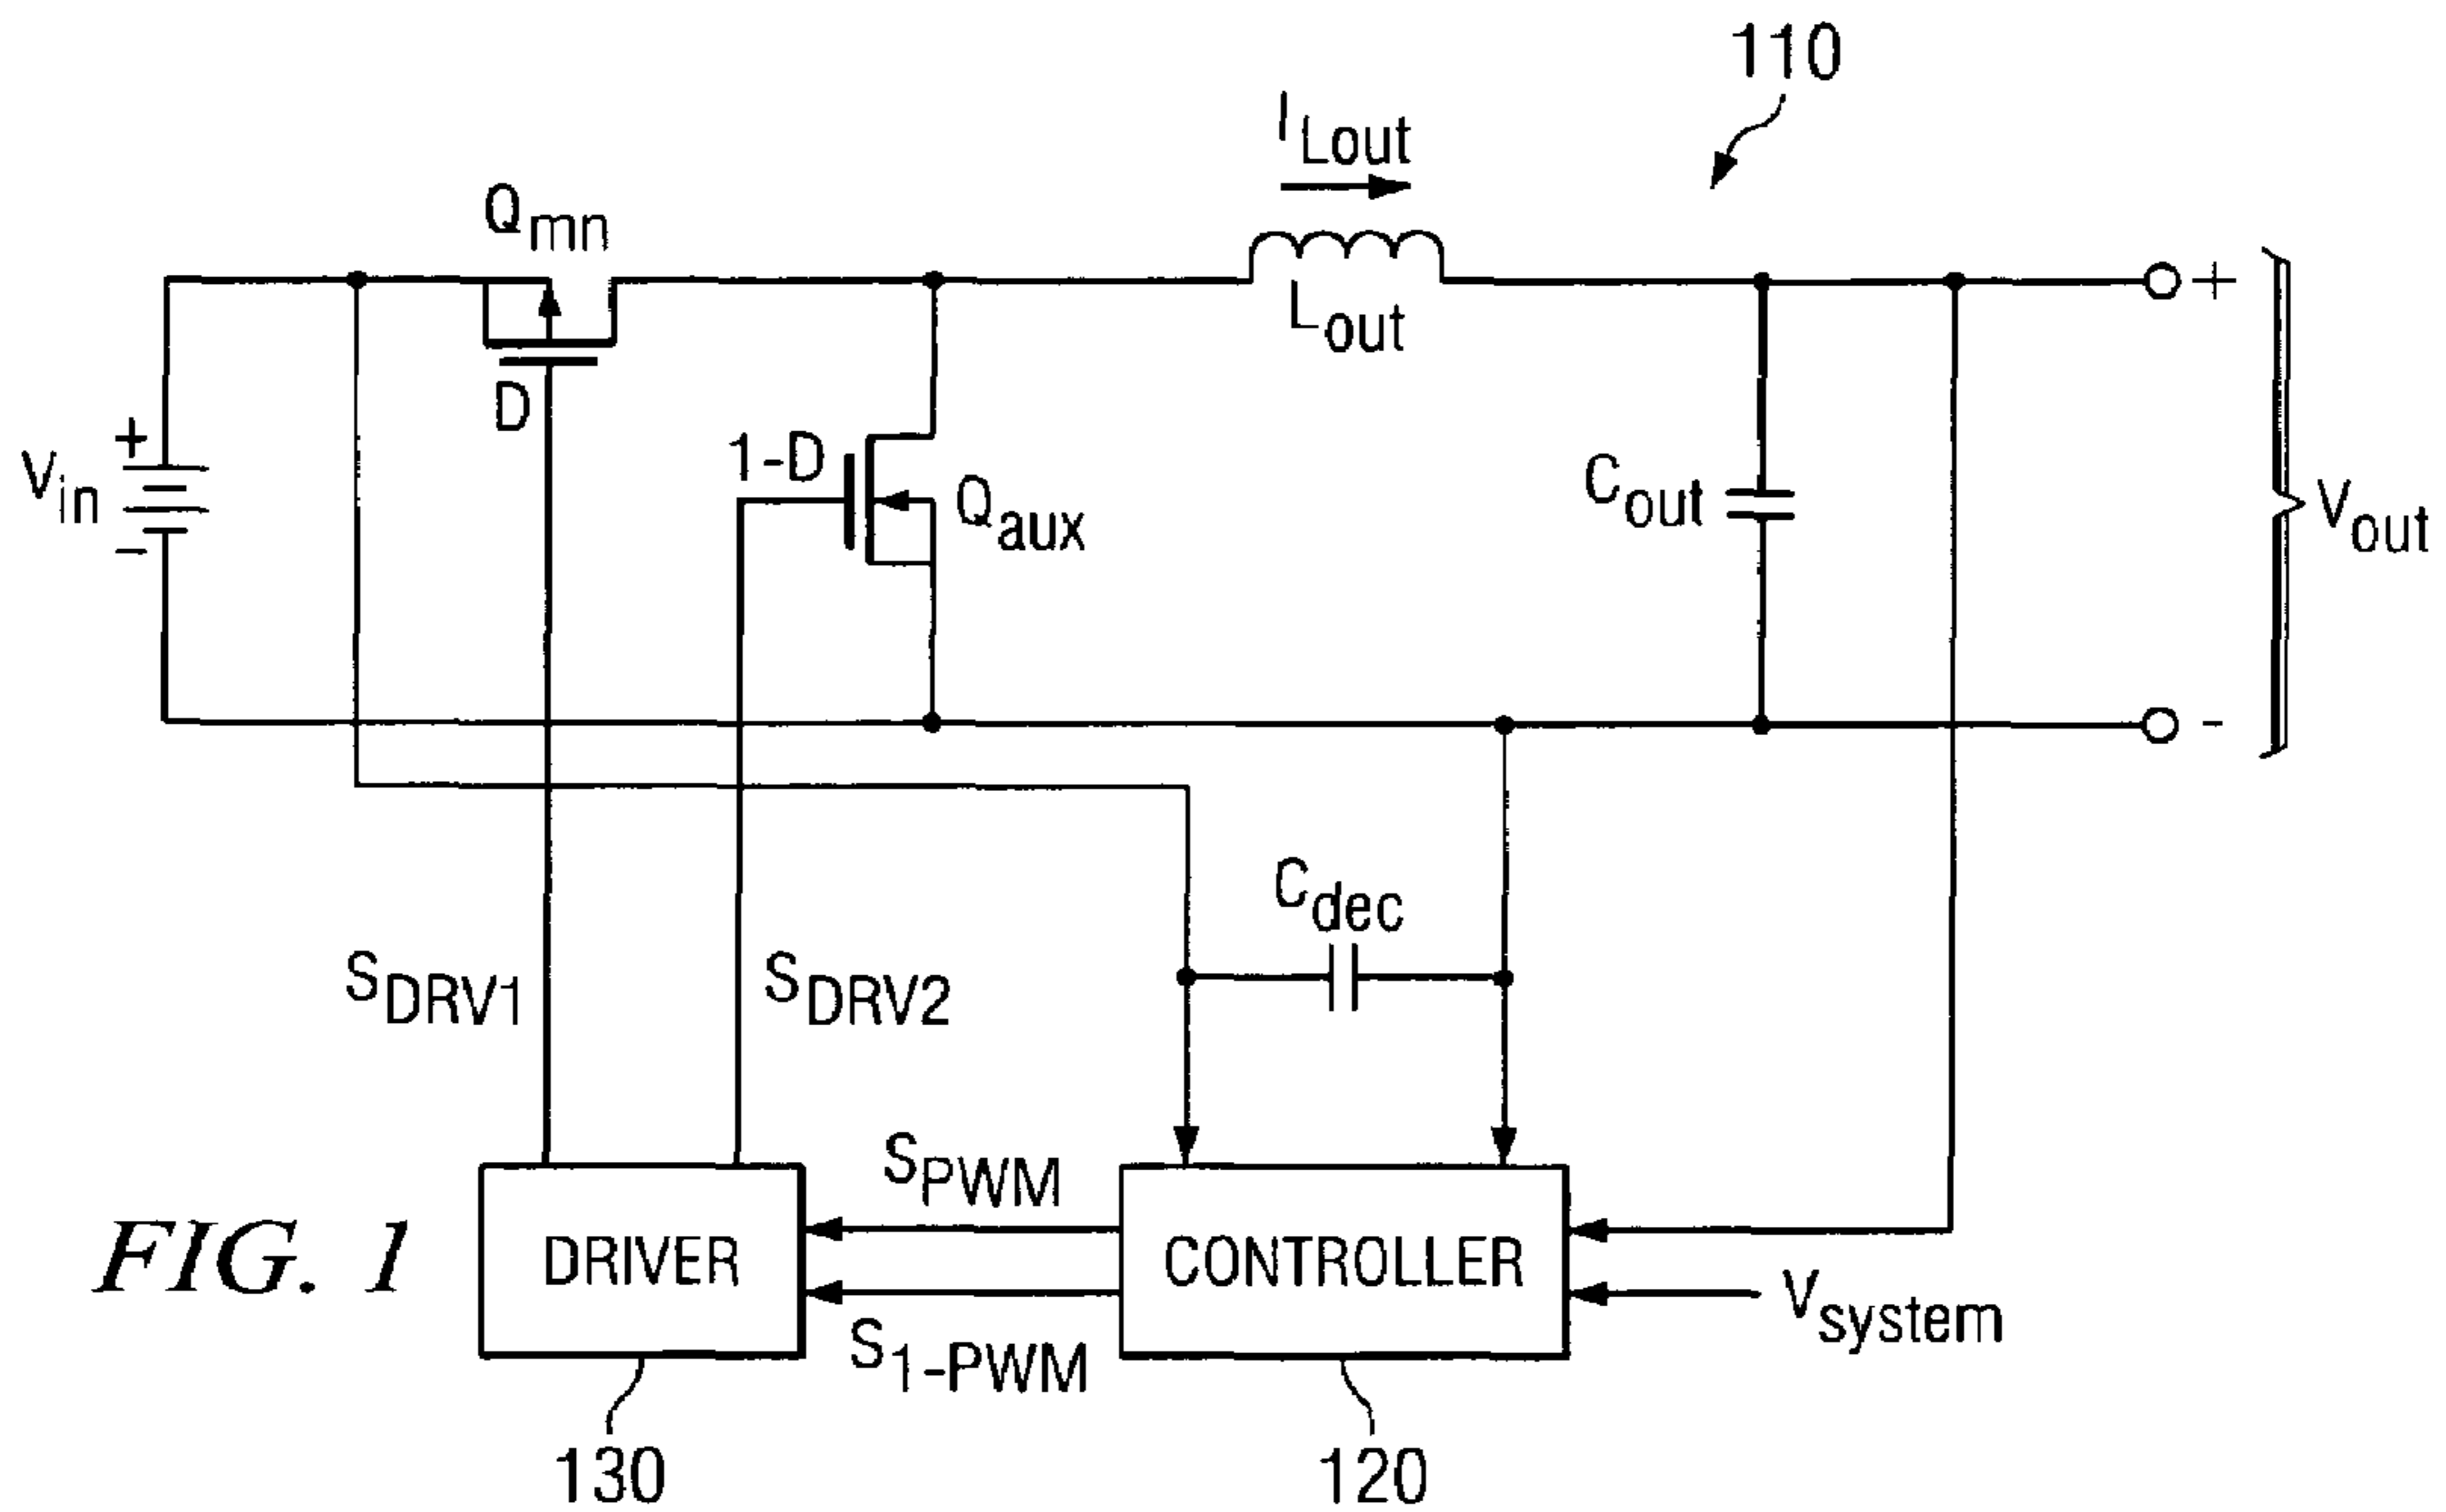 110
I Lout
Qmn
Lout
+
D
+
Vin
-
1-D
Qaux
Cout
Vout
-
Cdec
SDRV1
SDRV2
SPWM
FIG. 1
DRIVER
CONTROLLER
S1-PWM
Vsystem
130
120